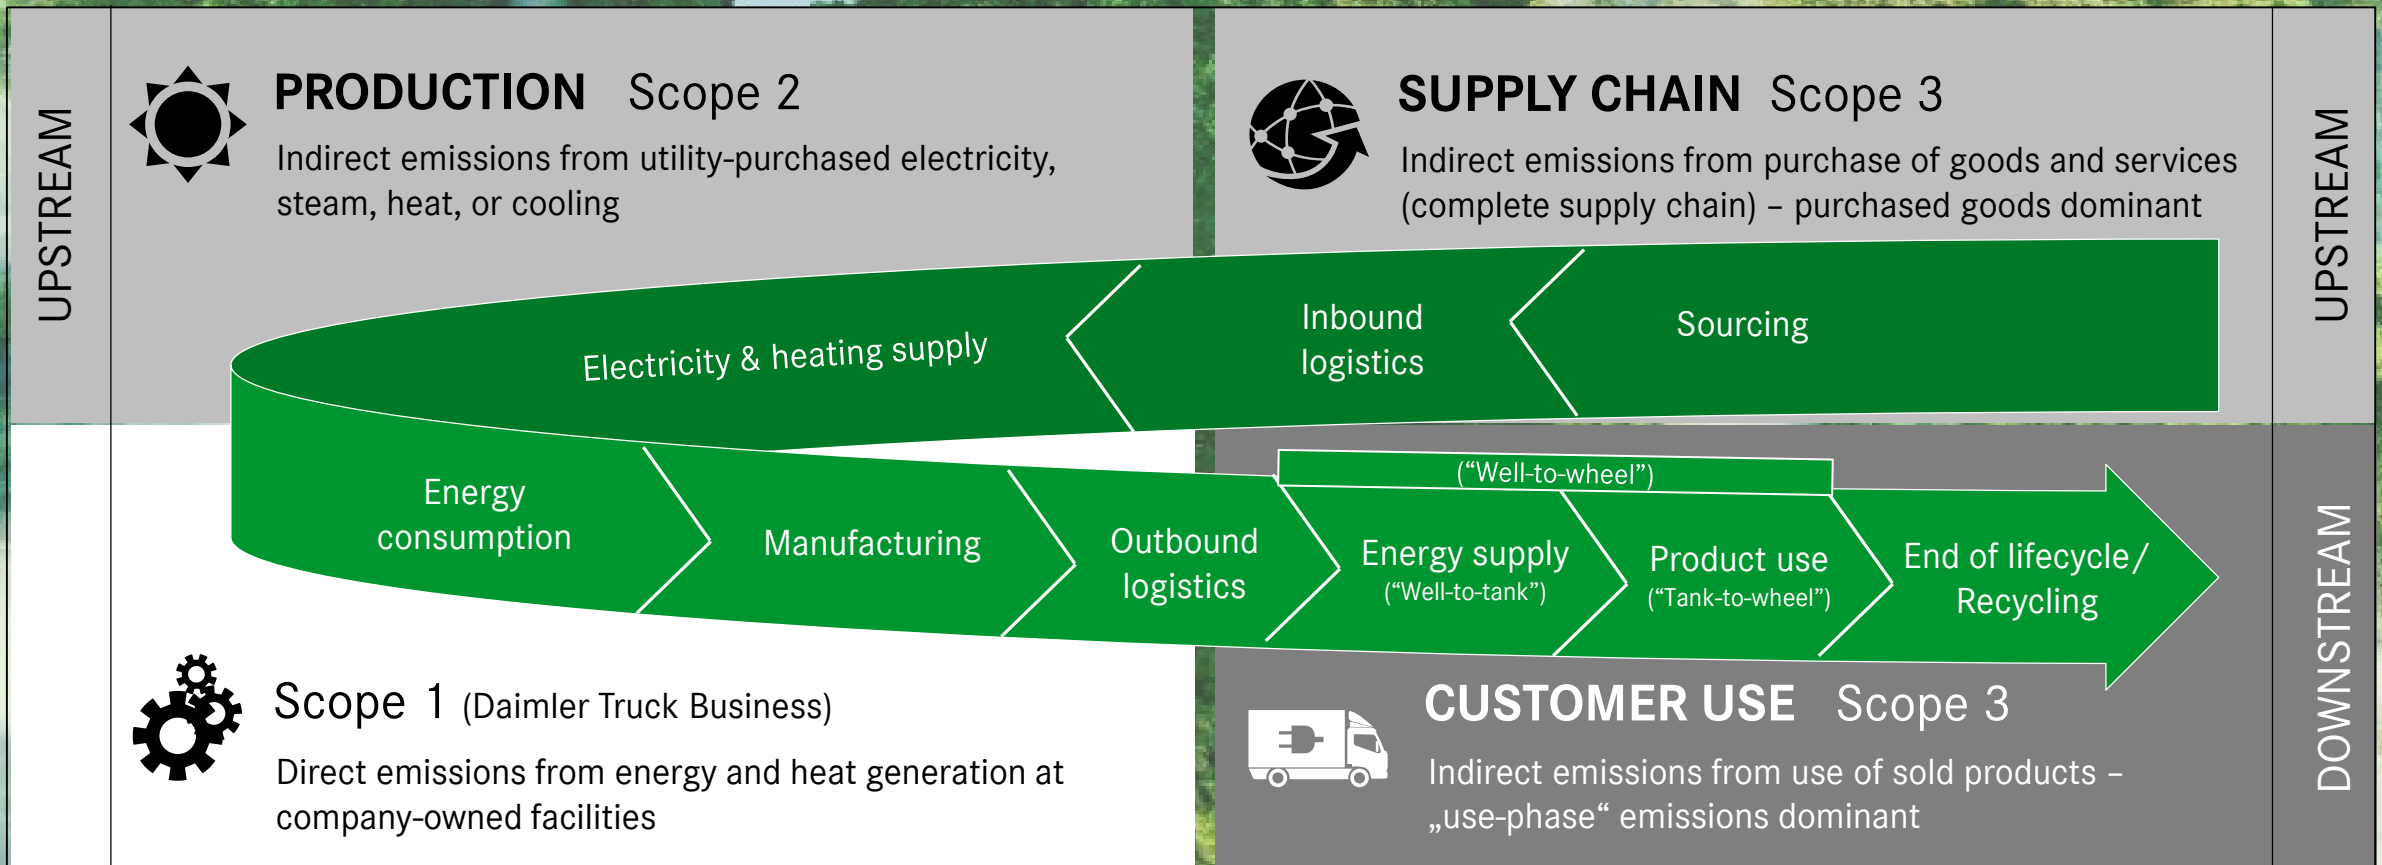 UPSTREAM
PRODUCTION Scope 2
Indirect emissions from utility-purchased electricity,
steam, heat, or cooling
SUPPLY CHAIN Scope 3
Indirect emissions from purchase of goods and services
(complete supply chain) – purchased goods dominant
UPSTREAM
Electricity & heating supply
Inbound
logistics
Sourcing
Energy
consumption
Manufacturing
Outbound
logistics
(“Well-to-wheel”)
Energy supply
(“Well-to-tank”)
Product use
(“Tank-to-wheel”)
End of lifecycle/
Recycling
Scope 1 (Daimler Truck Business)
Direct emissions from energy and heat generation at
company-owned facilities
CUSTOMER USE Scope 3
Indirect emissions from use of sold products –
„use-phase“ emissions dominant
DOWNSTREAM